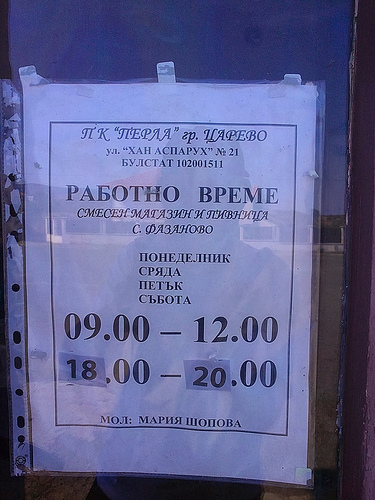 ПК "ПЕРЛА" гр. ЦАРЕВО
ул. "ХАН АСПАРУХ" № 21
БУЛСТАТ 102001511
РАБОТНО ВРЕМЕ
СМЕСЕН МАГАЗИН И ПИВНИЦА
С. ФАЗАНОВО
ПОНЕДЕЛНИК
СРЯДА
ПЕТЪК
СЪБОТА
09.00 – 12.00
18.00 – 20.00
МОЛ: МАРИЯ ШОПОВА